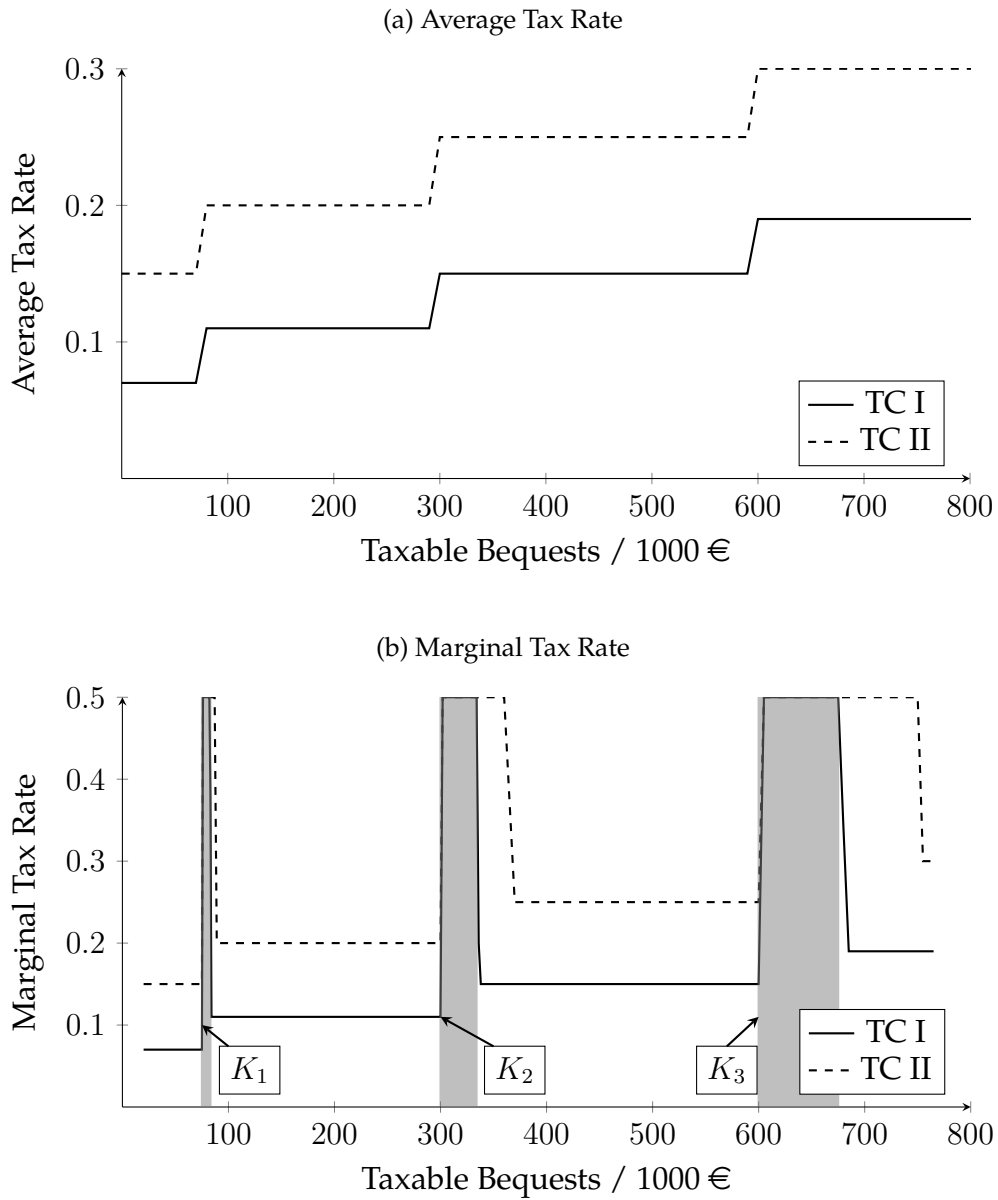 (a) Average Tax Rate
0.3
0.2
0.1
Average Tax Rate
TC I
TC II
100 200 300 400 500 600 700 800
Taxable Bequests / 1000 €
(b) Marginal Tax Rate
0.5
0.4
0.3
0.2
0.1
Marginal Tax Rate
K1
K2
K3
TC I
TC II
100 200 300 400 500 600 700 800
Taxable Bequests / 1000 €